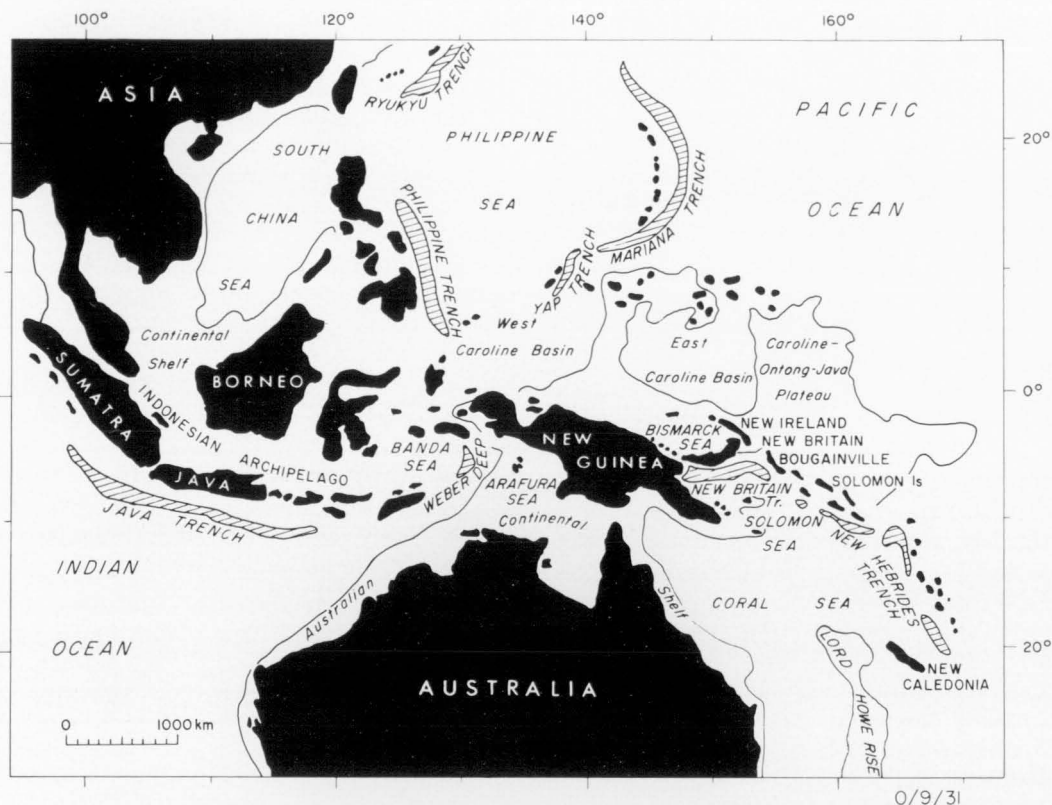 100°
120°
140°
160°
ASIA
RYUKYU
TRENCH
PACIFIC
20°
SOUTH
PHILIPPINE
CHINA
SEA
OCEAN
SEA
PHILIPPINE TRENCH
MARIANA
TRENCH
YAP TRENCH
West
Caroline Basin
East
Caroline Basin
Caroline–
Ontong-Java
Plateau
Continental
Shelf
SUMATRA
BORNEO
0°
INDONESIAN
ARCHIPELAGO
BANDA
SEA
NEW
GUINEA
BISMARCK
SEA
NEW IRELAND
NEW BRITAIN
BOUGAINVILLE
SOLOMON Is
JAVA
WEBER DEEP
ARAFURA
SEA
NEW BRITAIN
Tr.
SOLOMON
SEA
JAVA TRENCH
Continental
NEW HEBRIDES
TRENCH
INDIAN
OCEAN
Australian
Shelf
CORAL SEA
LORD
HOWE RISE
20°
NEW
CALEDONIA
AUSTRALIA
0 1000 km
O/9/31